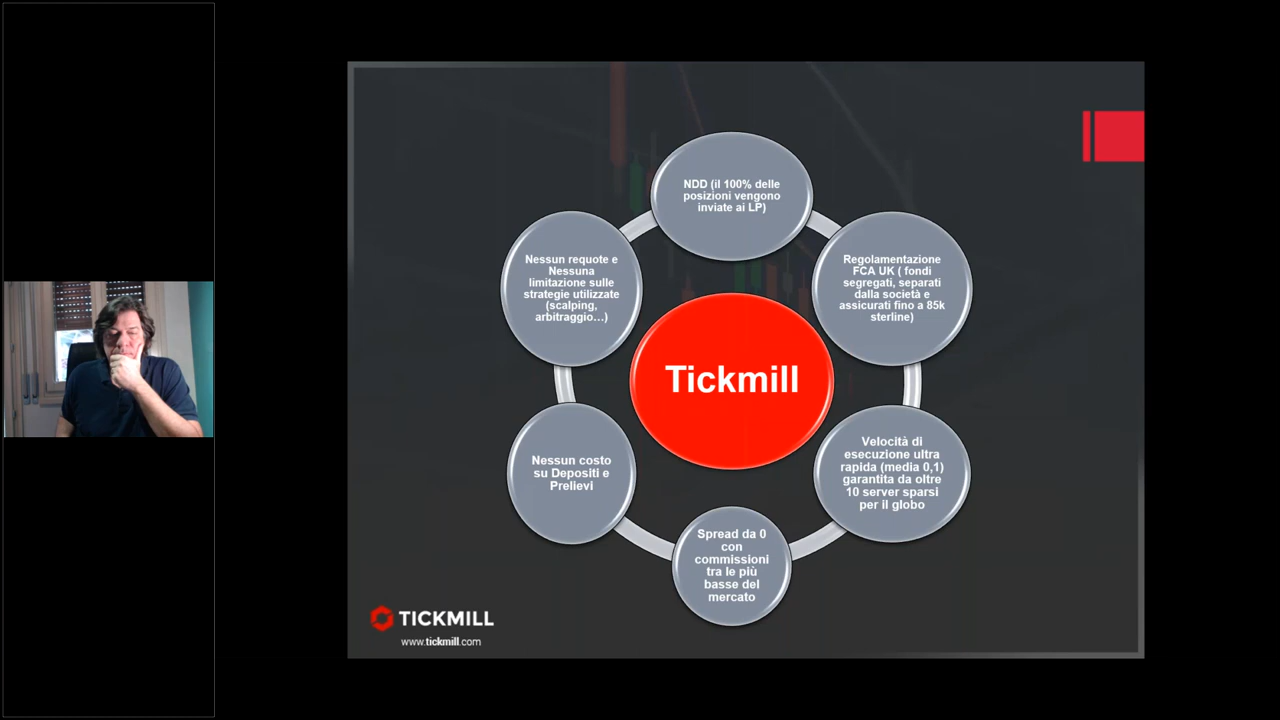 NDD (il 100% delle
posizioni vengono
inviate ai LP)
Regolamentazione
FCA UK ( fondi
segregati, separati
dalla società e
assicurati fino a 85k
sterline)
Velocità di
esecuzione ultra
rapida (media 0,1)
garantita da oltre
10 server sparsi
per il globo
Spread da 0
con
commissioni
tra le più
basse del
mercato
Nessun costo
su Depositi e
Prelievi
Nessun requote e
Nessuna
limitazione sulle
strategie utilizzate
(scalping,
arbitraggio...)
Tickmill
TICKMILL
www.tickmill.com